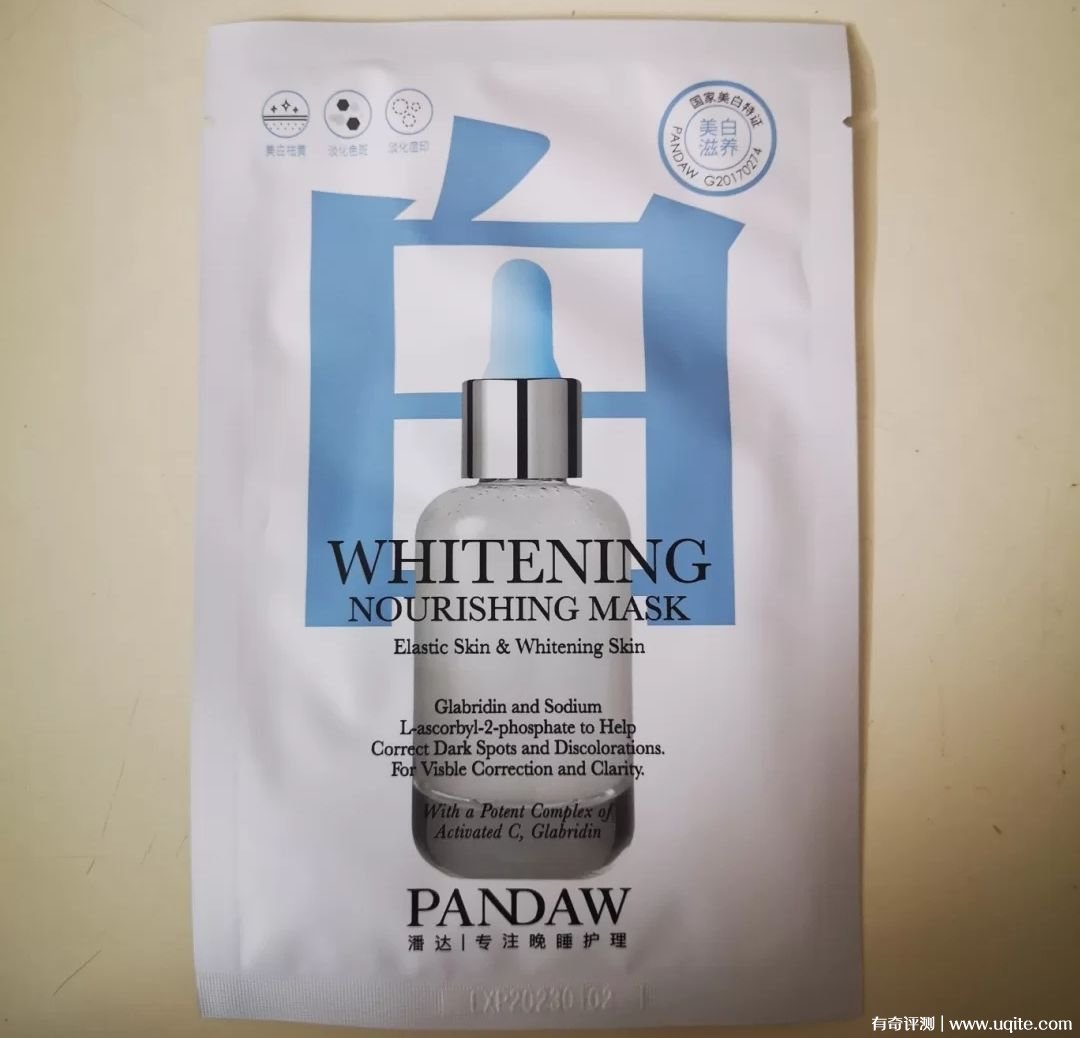 美白祛黄 淡化色斑 淡化痘印
国家美白特证
美白
滋养
PANDAW G20170274
白
WHITENING
NOURISHING MASK
Elastic Skin & Whitening Skin
Glabridin and Sodium
L-ascorbyl-2-phosphate to Help
Correct Dark Spots and Discolorations.
For Visble Correction and Clarity.
With a Potent Complex of
Activated C, Glabridin
PANDAW
潘达|专注晚睡护理
有奇评测 | www.uqite.com